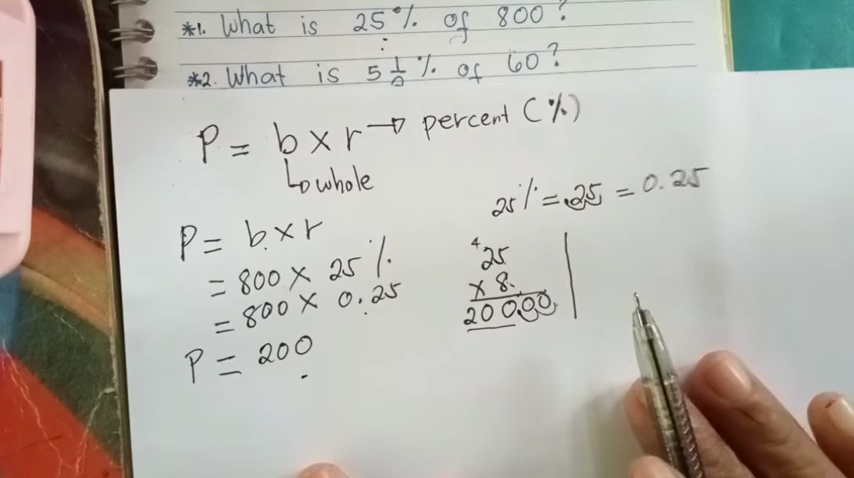 *1. What is 25% of 800?
*2. What is 5 1/2 % of 60?
P = b x r → percent (%)
↳ whole
P = b x r
= 800 x 25%
= 800 x 0.25
P = 200
25% = .25 = 0.25
4
25
x 8
20000